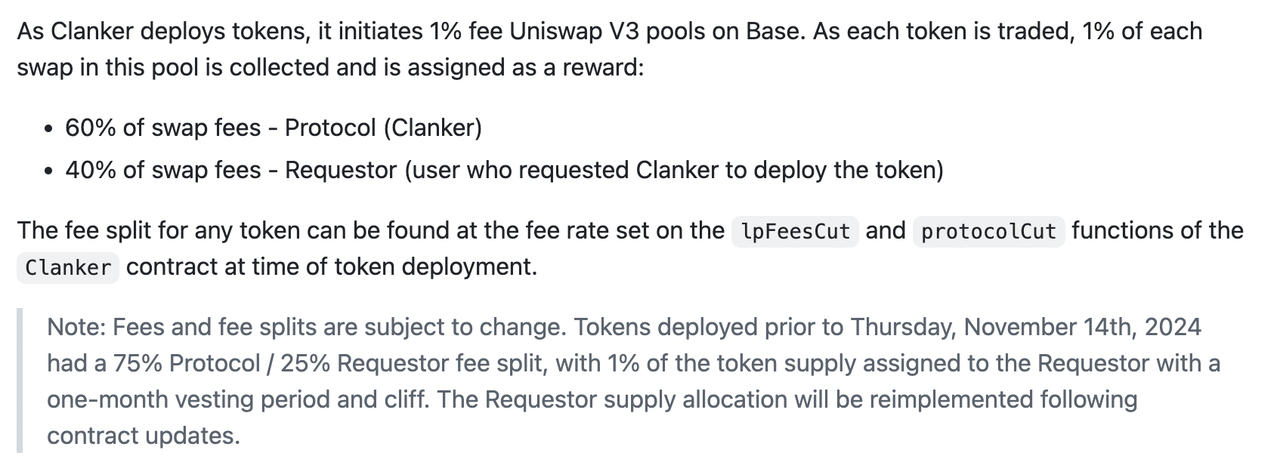 As Clanker deploys tokens, it initiates 1% fee Uniswap V3 pools on Base. As each token is traded, 1% of each
swap in this pool is collected and is assigned as a reward:
• 60% of swap fees - Protocol (Clanker)
• 40% of swap fees - Requestor (user who requested Clanker to deploy the token)
The fee split for any token can be found at the fee rate set on the lpFeesCut and protocolCut functions of the
Clanker contract at time of token deployment.
Note: Fees and fee splits are subject to change. Tokens deployed prior to Thursday, November 14th, 2024
had a 75% Protocol / 25% Requestor fee split, with 1% of the token supply assigned to the Requestor with a
one-month vesting period and cliff. The Requestor supply allocation will be reimplemented following
contract updates.